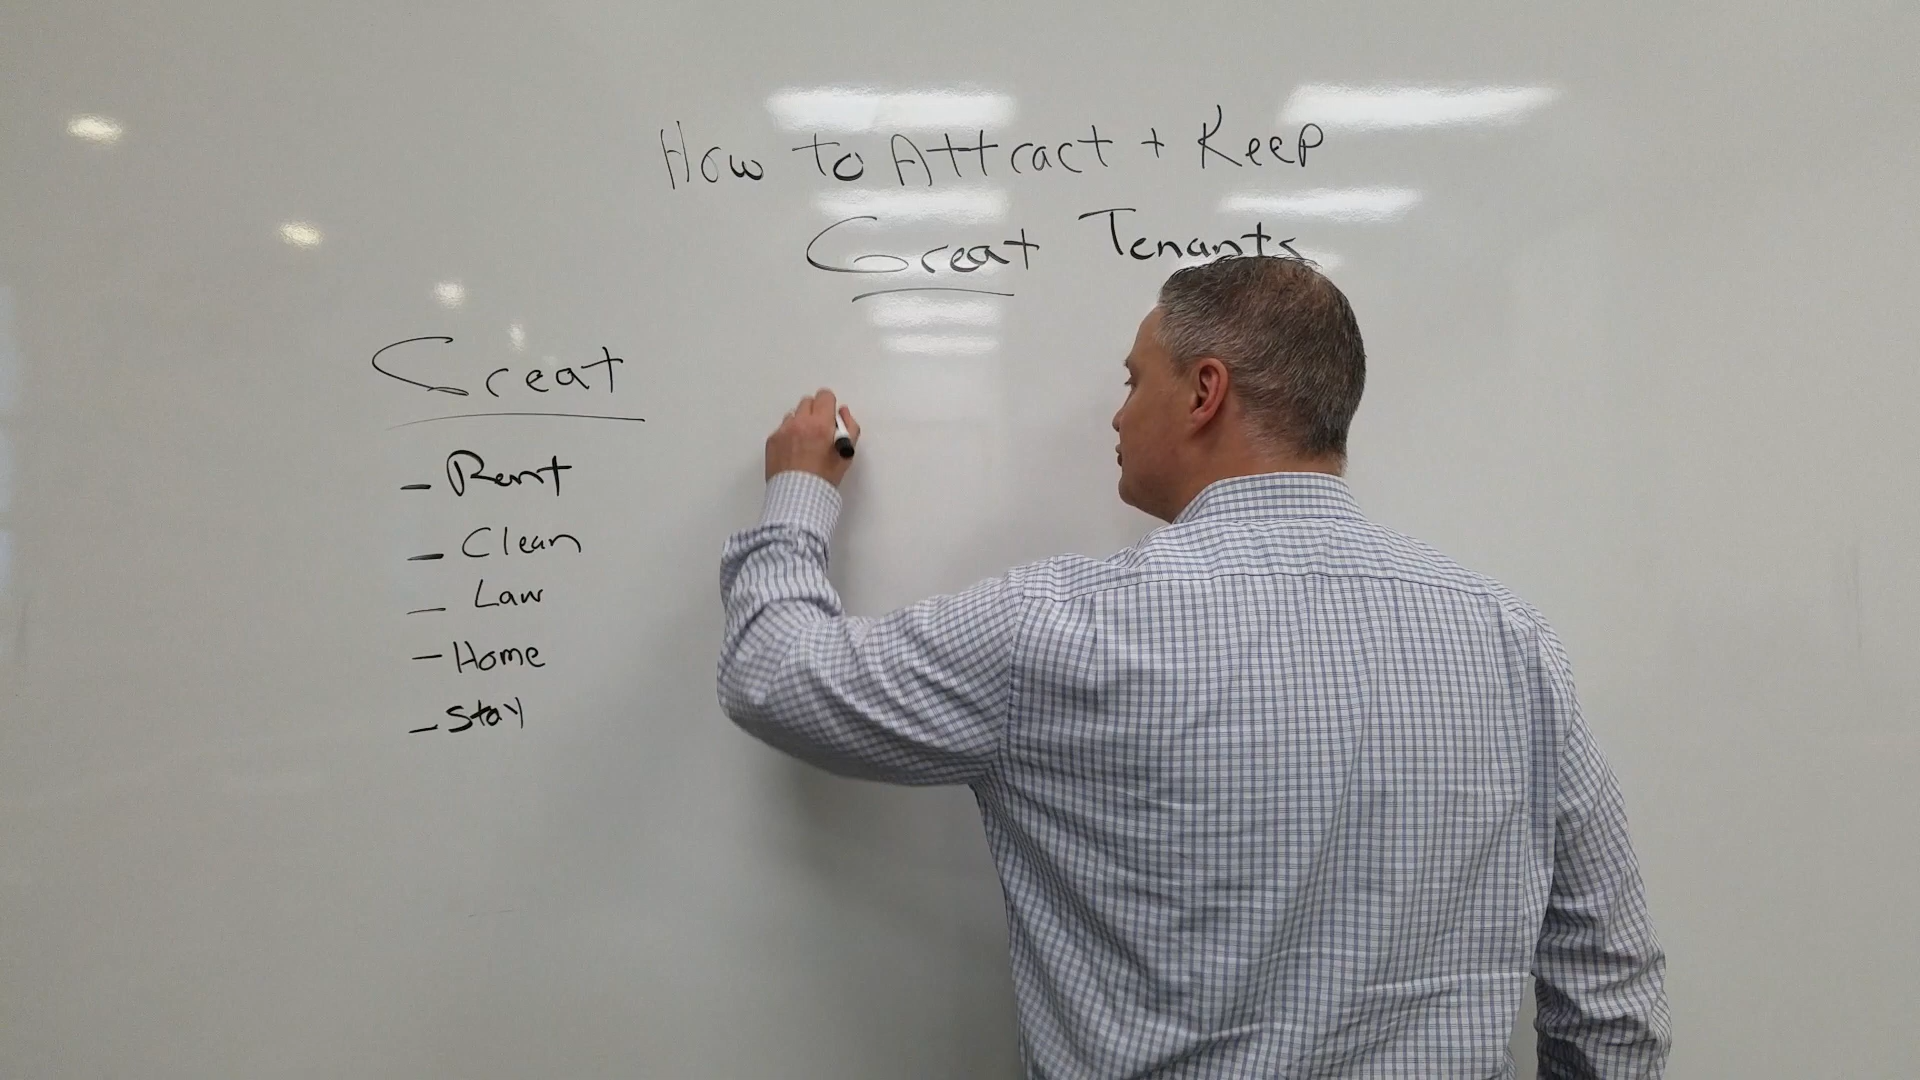 How to Attract + Keep
Great Tenants
Great
- Rent
- Clean
- Law
- Home
- Stay